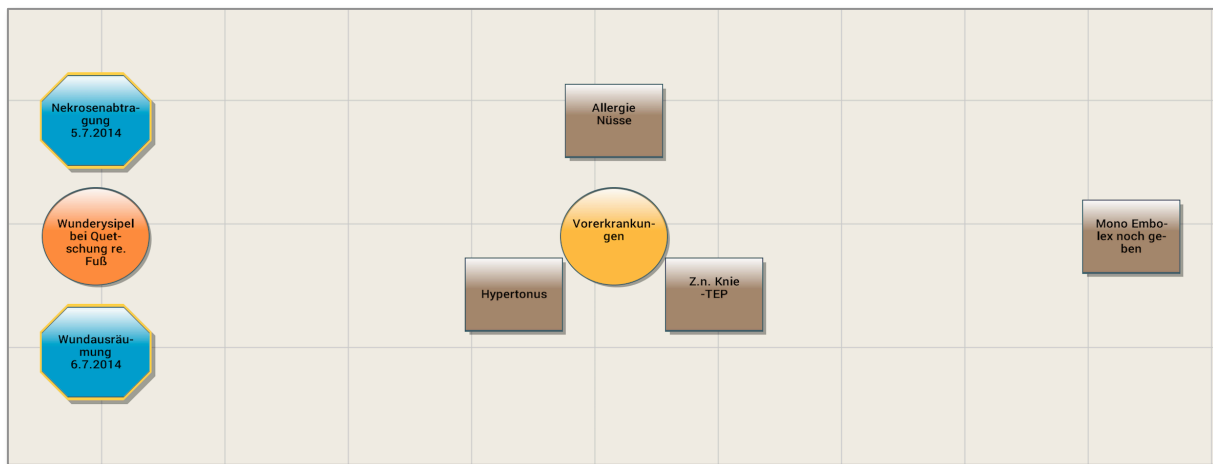 Nekrosenabtra-
gung
5.7.2014
Wunderysipel
bei Quet-
schung re.
Fuß
Wundausräu-
mung
6.7.2014
Allergie
Nüsse
Vorerkrankun-
gen
Hypertonus
Z.n. Knie
-TEP
Mono Embo-
lex noch ge-
ben